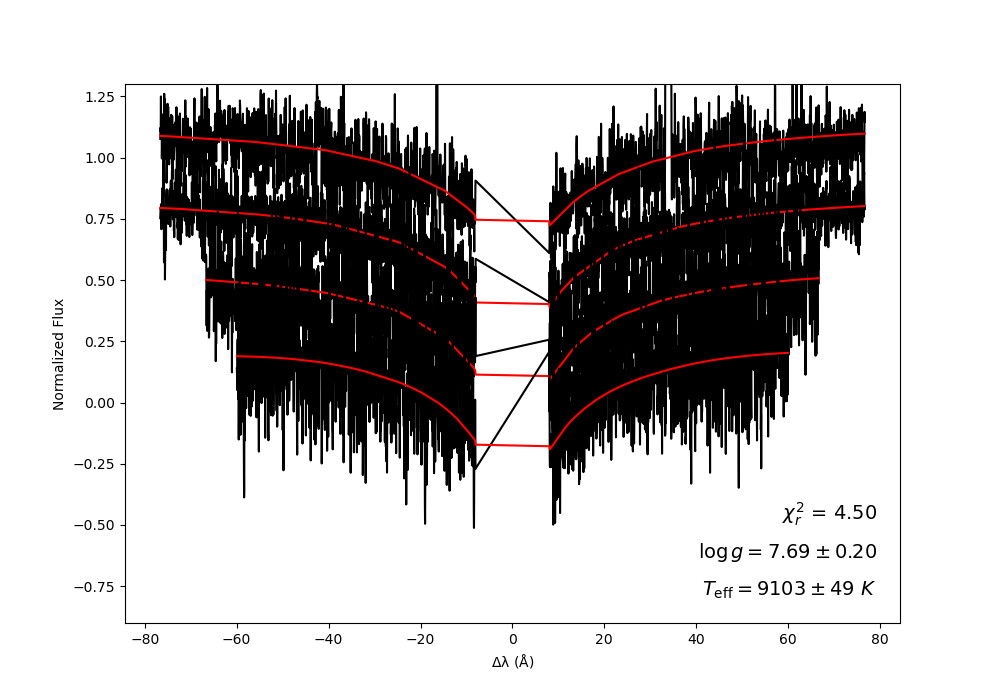 1.25
1.00
0.75
0.50
0.25
0.00
−0.25
−0.50
−0.75
Normalized Flux
χ²ᵣ = 4.50
log g = 7.69 ± 0.20
T_eff = 9103 ± 49 K
−80 −60 −40 −20 0 20 40 60 80
Δλ (Å)